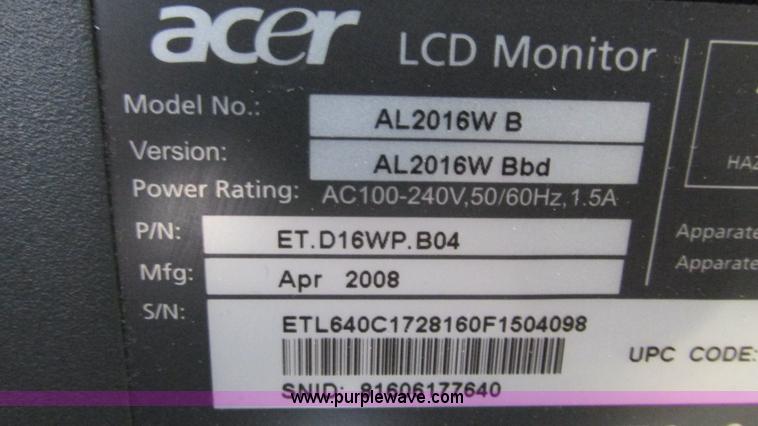 acer LCD Monitor
Model No.: AL2016W B
Version: AL2016W Bbd
Power Rating: AC100-240V,50/60Hz,1.5A
P/N: ET.D16WP.B04
Mfg: Apr 2008
S/N: ETL640C1728160F1504098
UPC CODE:
SNID: 81606177640
HAZ
Apparate
Apparate
www.purplewave.com